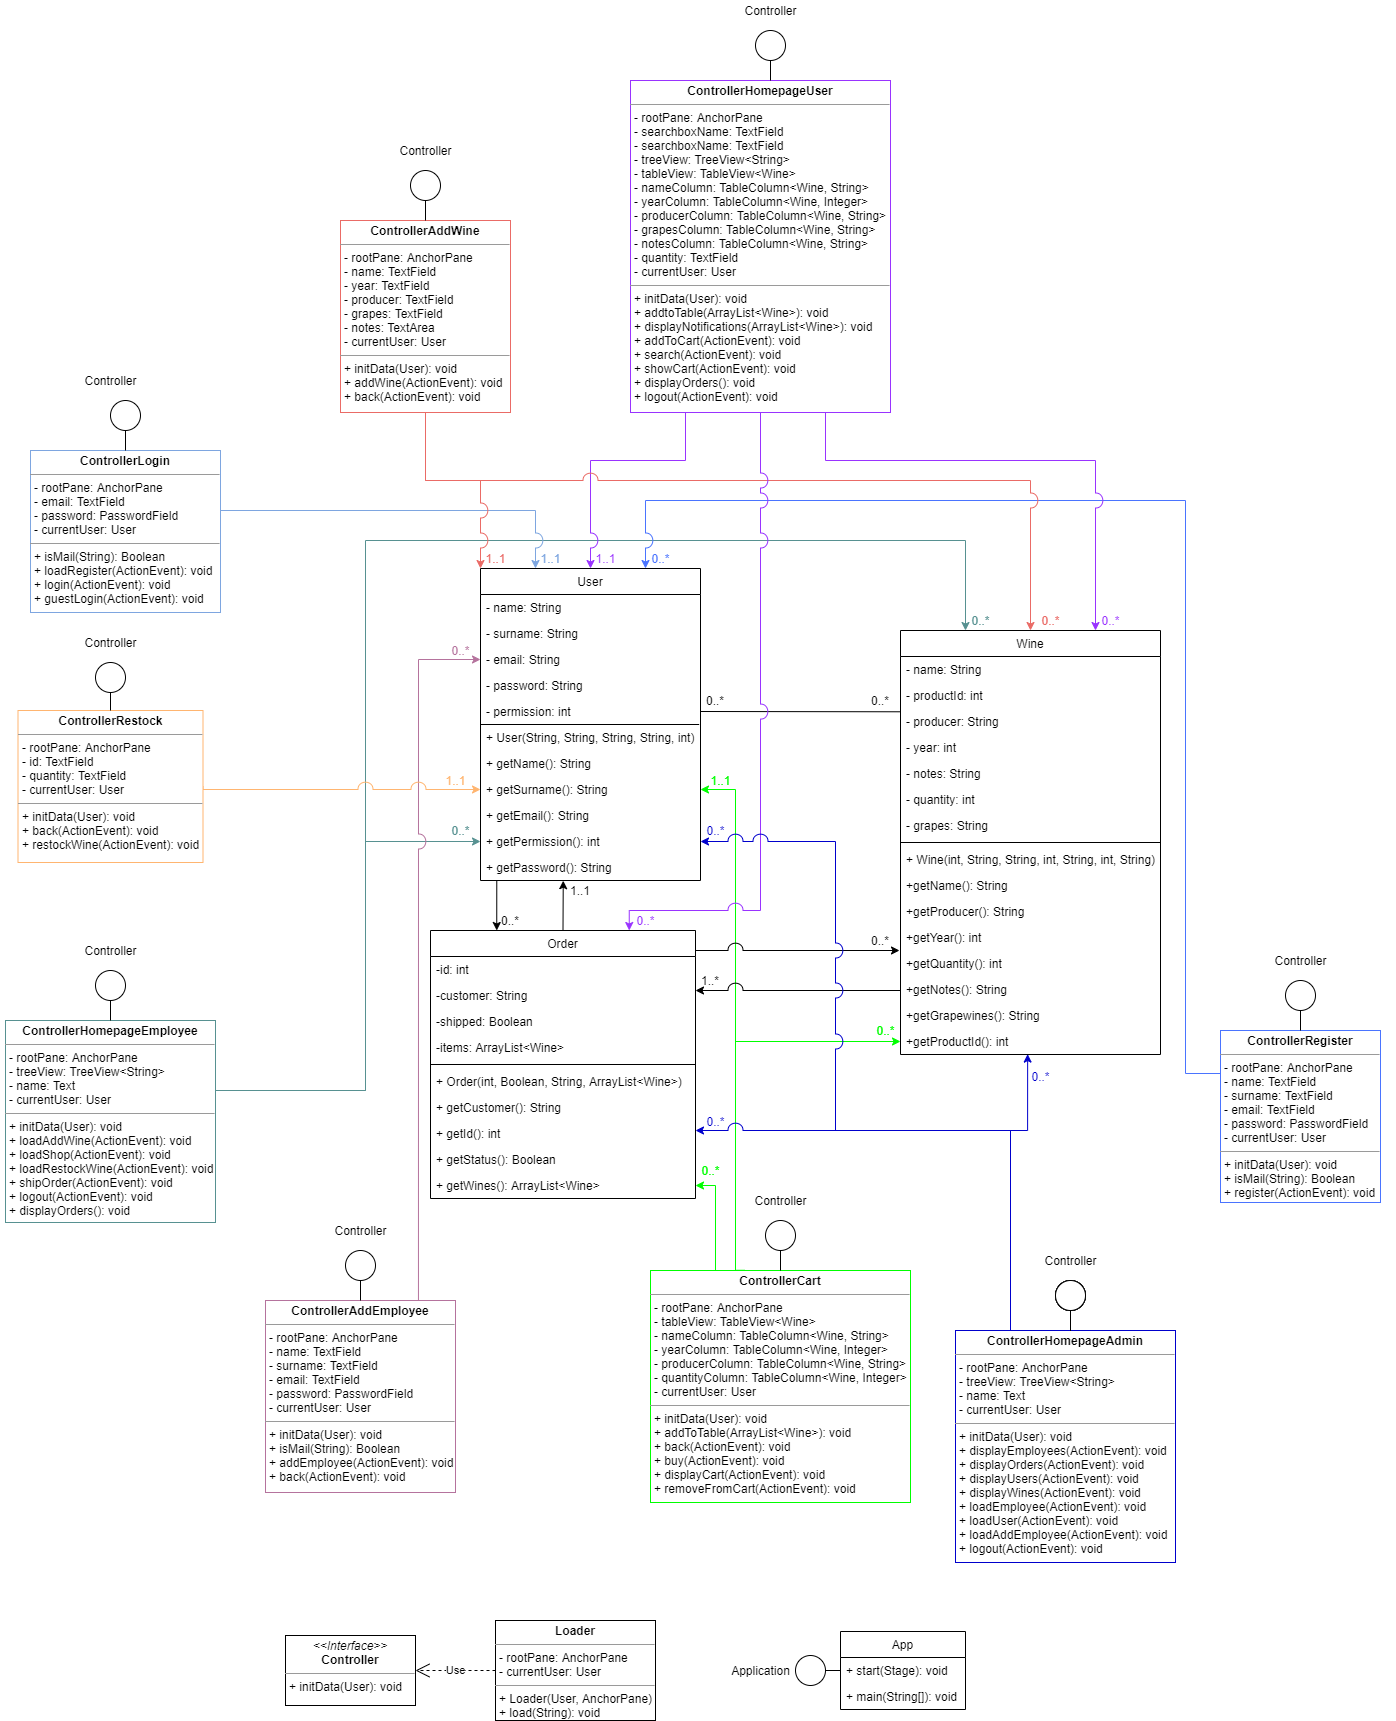 Controller
ControllerHomepageUser
- rootPane: AnchorPane
- searchboxName: TextField
- searchboxName: TextField
- treeView: TreeView<String>
- tableView: TableView<Wine>
- nameColumn: TableColumn<Wine, String>
- yearColumn: TableColumn<Wine, Integer>
- producerColumn: TableColumn<Wine, String>
- grapesColumn: TableColumn<Wine, String>
- notesColumn: TableColumn<Wine, String>
- quantity: TextField
- currentUser: User
+ initData(User): void
+ addtoTable(ArrayList<Wine>): void
+ displayNotifications(ArrayList<Wine>): void
+ addToCart(ActionEvent): void
+ search(ActionEvent): void
+ showCart(ActionEvent): void
+ displayOrders(): void
+ logout(ActionEvent): void
Controller
ControllerAddWine
- rootPane: AnchorPane
- name: TextField
- year: TextField
- producer: TextField
- grapes: TextField
- notes: TextArea
- currentUser: User
+ initData(User): void
+ addWine(ActionEvent): void
+ back(ActionEvent): void
Controller
ControllerLogin
- rootPane: AnchorPane
- email: TextField
- password: PasswordField
- currentUser: User
+ isMail(String): Boolean
+ loadRegister(ActionEvent): void
+ login(ActionEvent): void
+ guestLogin(ActionEvent): void
1..1
1..1
1..1
0..*
User
- name: String
- surname: String
- email: String
- password: String
- permission: int
+ User(String, String, String, String, int)
+ getName(): String
+ getSurname(): String
+ getEmail(): String
+ getPermission(): int
+ getPassword(): String
0..*
0..*
0..*
Wine
- name: String
- productId: int
- producer: String
- year: int
- notes: String
- quantity: int
- grapes: String
+ Wine(int, String, String, int, String, int, String)
+getName(): String
+getProducer(): String
+getYear(): int
+getQuantity(): int
+getNotes(): String
+getGrapewines(): String
+getProductId(): int
Controller
ControllerRestock
- rootPane: AnchorPane
- id: TextField
- quantity: TextField
- currentUser: User
+ initData(User): void
+ back(ActionEvent): void
+ restockWine(ActionEvent): void
0..*
1..1
0..*
0..*
0..*
1..1
0..*
0..*
1..1
0..*
Order
-id: int
-customer: String
-shipped: Boolean
-items: ArrayList<Wine>
+ Order(int, Boolean, String, ArrayList<Wine>)
+ getCustomer(): String
+ getId(): int
+ getStatus(): Boolean
+ getWines(): ArrayList<Wine>
0..*
1..*
0..*
0..*
0..*
0..*
Controller
ControllerHomepageEmployee
- rootPane: AnchorPane
- treeView: TreeView<String>
- name: Text
- currentUser: User
+ initData(User): void
+ loadAddWine(ActionEvent): void
+ loadShop(ActionEvent): void
+ loadRestockWine(ActionEvent): void
+ shipOrder(ActionEvent): void
+ logout(ActionEvent): void
+ displayOrders(): void
Controller
ControllerRegister
- rootPane: AnchorPane
- name: TextField
- surname: TextField
- email: TextField
- password: PasswordField
- currentUser: User
+ initData(User): void
+ isMail(String): Boolean
+ register(ActionEvent): void
Controller
ControllerAddEmployee
- rootPane: AnchorPane
- name: TextField
- surname: TextField
- email: TextField
- password: PasswordField
- currentUser: User
+ initData(User): void
+ isMail(String): Boolean
+ addEmployee(ActionEvent): void
+ back(ActionEvent): void
Controller
ControllerCart
- rootPane: AnchorPane
- tableView: TableView<Wine>
- nameColumn: TableColumn<Wine, String>
- yearColumn: TableColumn<Wine, Integer>
- producerColumn: TableColumn<Wine, String>
- quantityColumn: TableColumn<Wine, Integer>
- currentUser: User
+ initData(User): void
+ addToTable(ArrayList<Wine>): void
+ back(ActionEvent): void
+ buy(ActionEvent): void
+ displayCart(ActionEvent): void
+ removeFromCart(ActionEvent): void
Controller
ControllerHomepageAdmin
- rootPane: AnchorPane
- treeView: TreeView<String>
- name: Text
- currentUser: User
+ initData(User): void
+ displayEmployees(ActionEvent): void
+ displayOrders(ActionEvent): void
+ displayUsers(ActionEvent): void
+ displayWines(ActionEvent): void
+ loadEmployee(ActionEvent): void
+ loadUser(ActionEvent): void
+ loadAddEmployee(ActionEvent): void
+ logout(ActionEvent): void
<<Interface>>
Controller
+ initData(User): void
Use
Loader
- rootPane: AnchorPane
- currentUser: User
+ Loader(User, AnchorPane)
+ load(String): void
Application
App
+ start(Stage): void
+ main(String[]): void